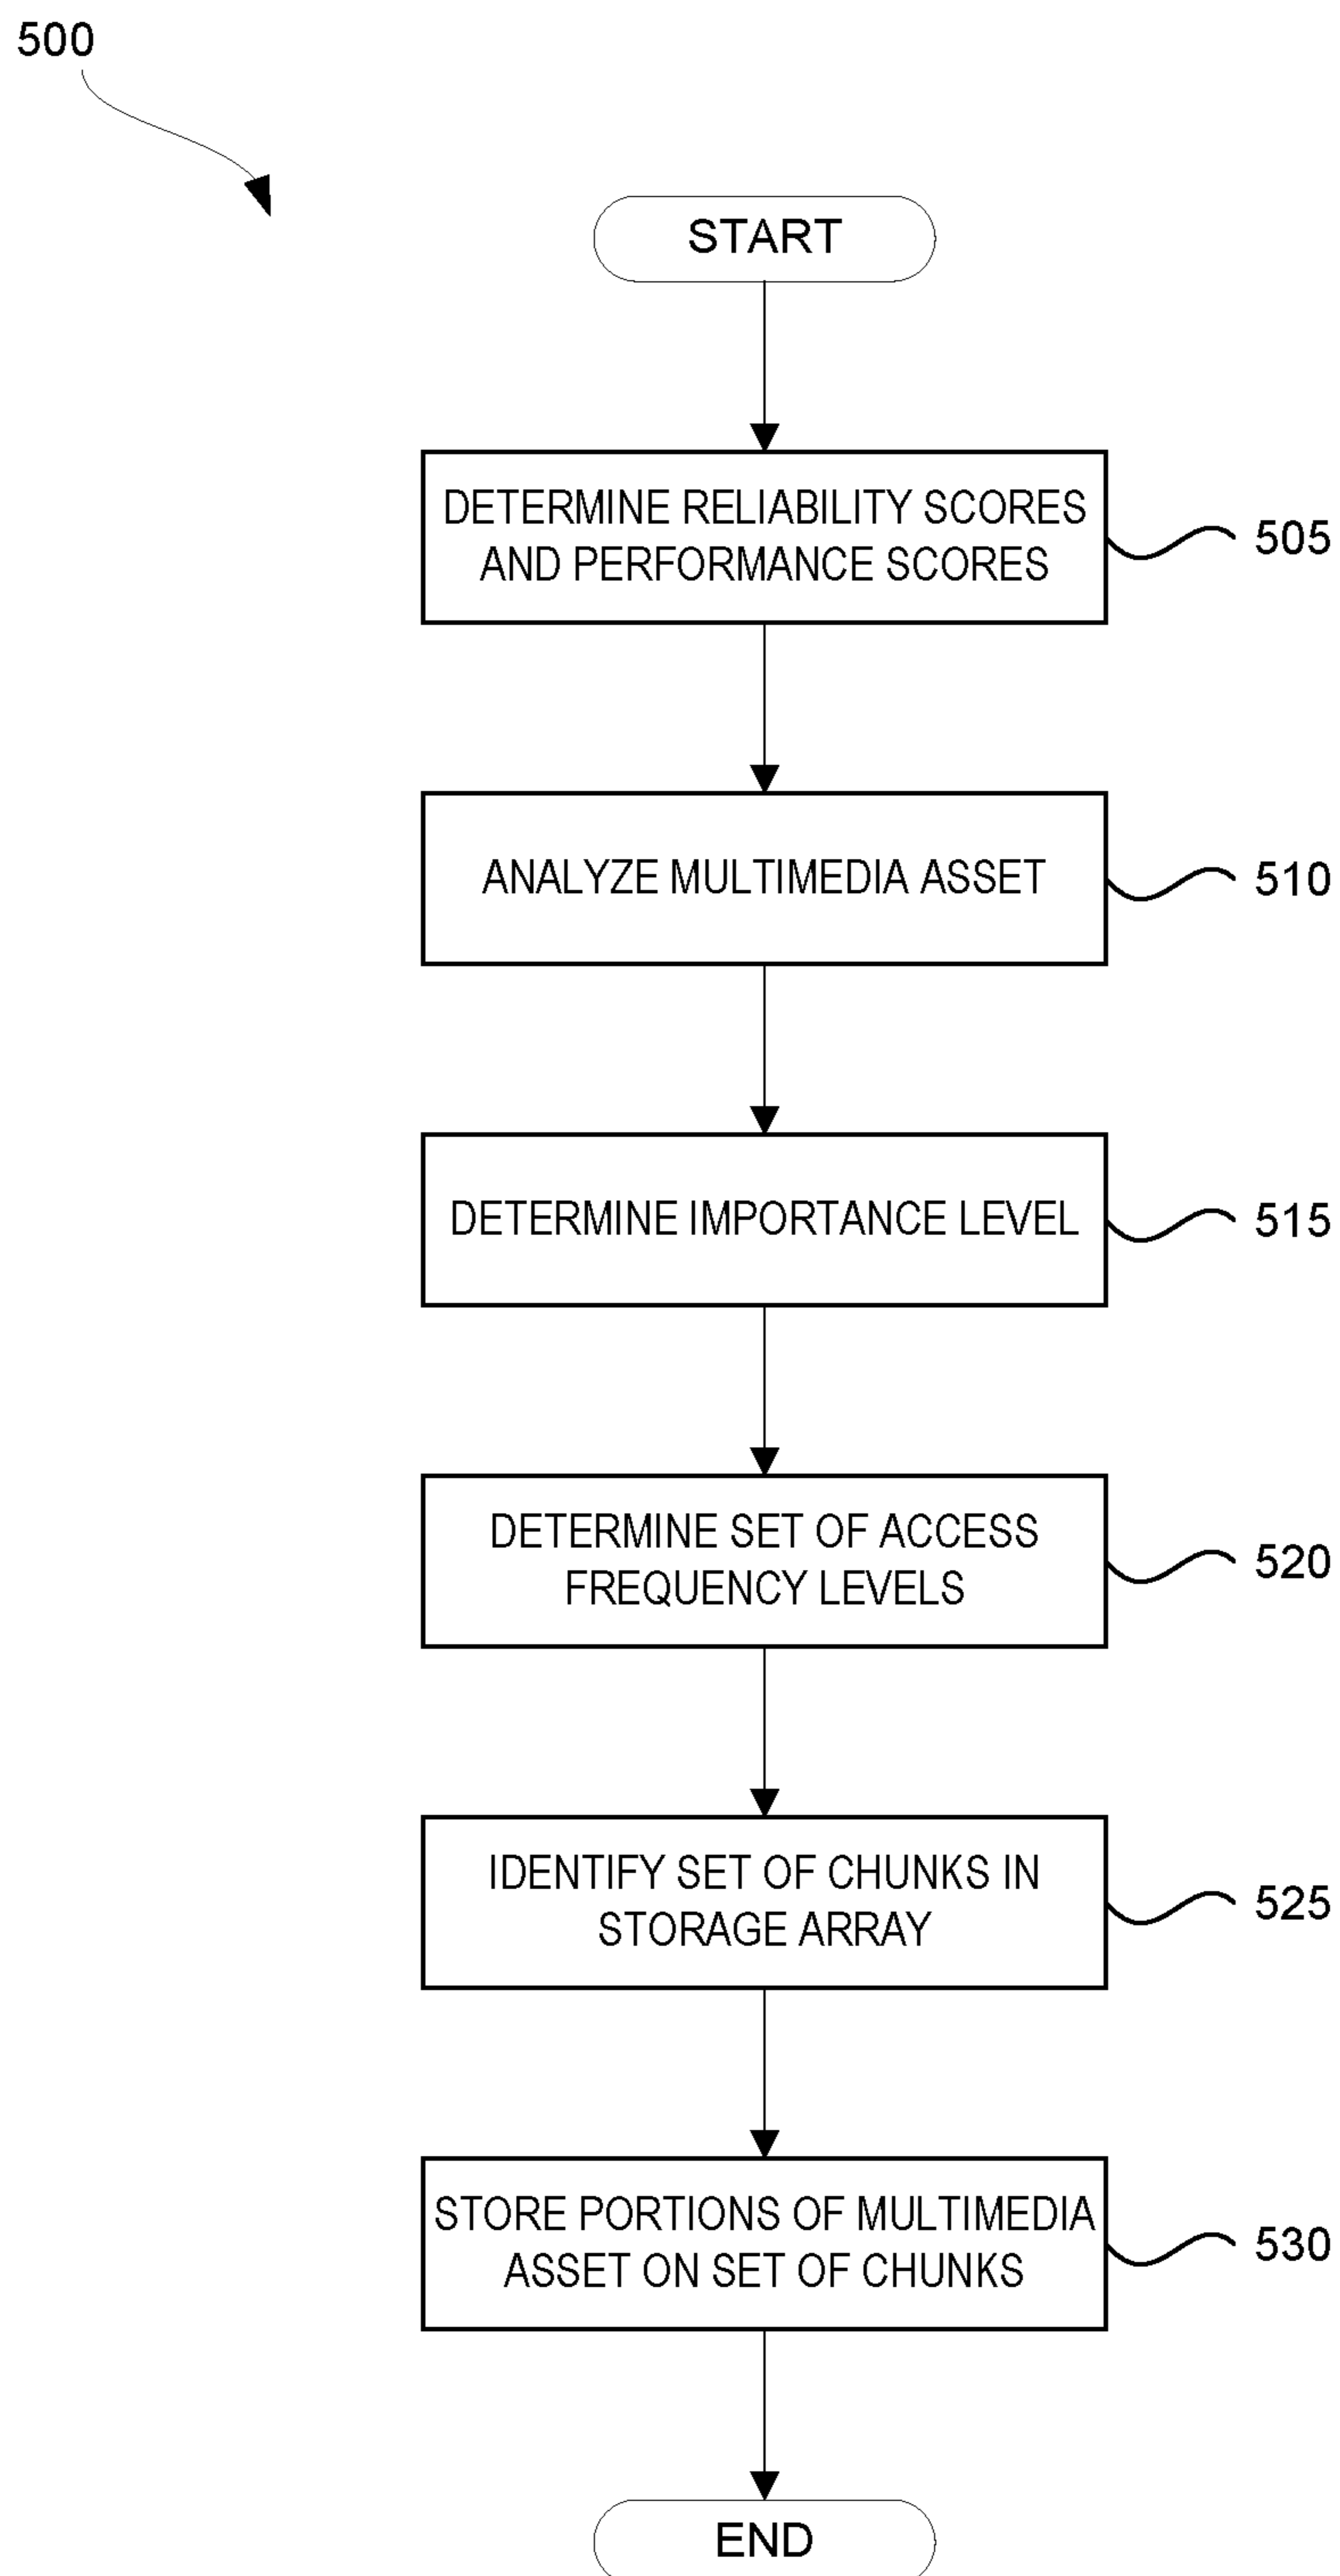 500
START
DETERMINE RELIABILITY SCORES
AND PERFORMANCE SCORES
505
ANALYZE MULTIMEDIA ASSET
510
DETERMINE IMPORTANCE LEVEL
515
DETERMINE SET OF ACCESS
FREQUENCY LEVELS
520
IDENTIFY SET OF CHUNKS IN
STORAGE ARRAY
525
STORE PORTIONS OF MULTIMEDIA
ASSET ON SET OF CHUNKS
530
END